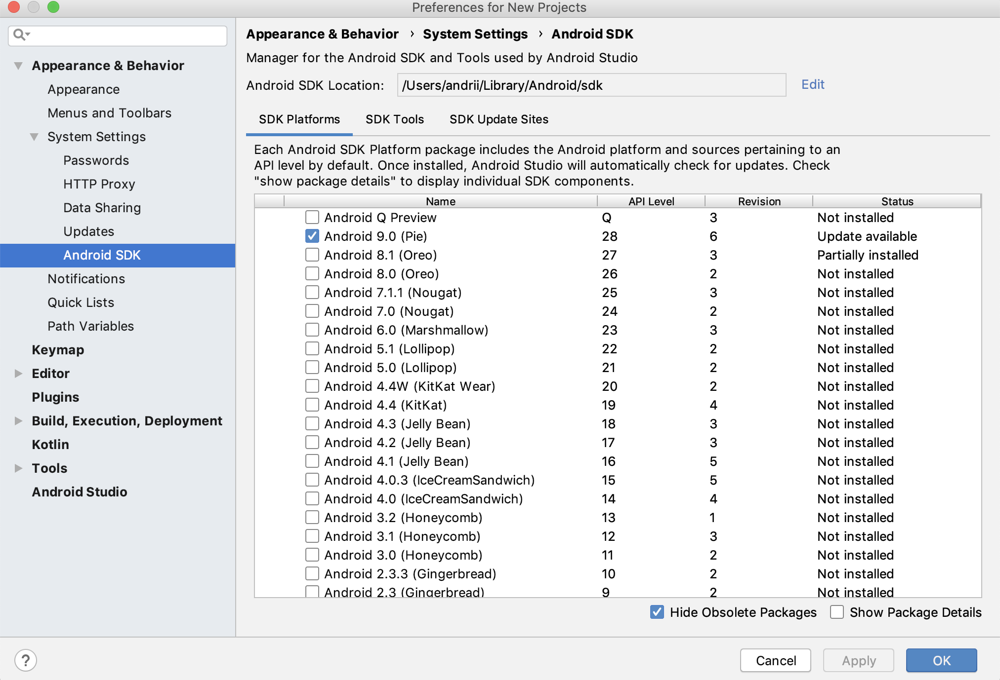 Preferences for New Projects
Appearance & Behavior
Appearance
Menus and Toolbars
System Settings
Passwords
HTTP Proxy
Data Sharing
Updates
Android SDK
Notifications
Quick Lists
Path Variables
Keymap
Editor
Plugins
Build, Execution, Deployment
Kotlin
Tools
Android Studio
Appearance & Behavior › System Settings › Android SDK
Manager for the Android SDK and Tools used by Android Studio
Android SDK Location: /Users/andrii/Library/Android/sdk Edit
SDK Platforms SDK Tools SDK Update Sites
Each Android SDK Platform package includes the Android platform and sources pertaining to an
API level by default. Once installed, Android Studio will automatically check for updates. Check
"show package details" to display individual SDK components.
Name API Level Revision Status
Android Q Preview Q 3 Not installed
Android 9.0 (Pie) 28 6 Update available
Android 8.1 (Oreo) 27 3 Partially installed
Android 8.0 (Oreo) 26 2 Not installed
Android 7.1.1 (Nougat) 25 3 Not installed
Android 7.0 (Nougat) 24 2 Not installed
Android 6.0 (Marshmallow) 23 3 Not installed
Android 5.1 (Lollipop) 22 2 Not installed
Android 5.0 (Lollipop) 21 2 Not installed
Android 4.4W (KitKat Wear) 20 2 Not installed
Android 4.4 (KitKat) 19 4 Not installed
Android 4.3 (Jelly Bean) 18 3 Not installed
Android 4.2 (Jelly Bean) 17 3 Not installed
Android 4.1 (Jelly Bean) 16 5 Not installed
Android 4.0.3 (IceCreamSandwich) 15 5 Not installed
Android 4.0 (IceCreamSandwich) 14 4 Not installed
Android 3.2 (Honeycomb) 13 1 Not installed
Android 3.1 (Honeycomb) 12 3 Not installed
Android 3.0 (Honeycomb) 11 2 Not installed
Android 2.3.3 (Gingerbread) 10 2 Not installed
Android 2.3 (Gingerbread) 9 2 Not installed
Hide Obsolete Packages Show Package Details
? Cancel Apply OK